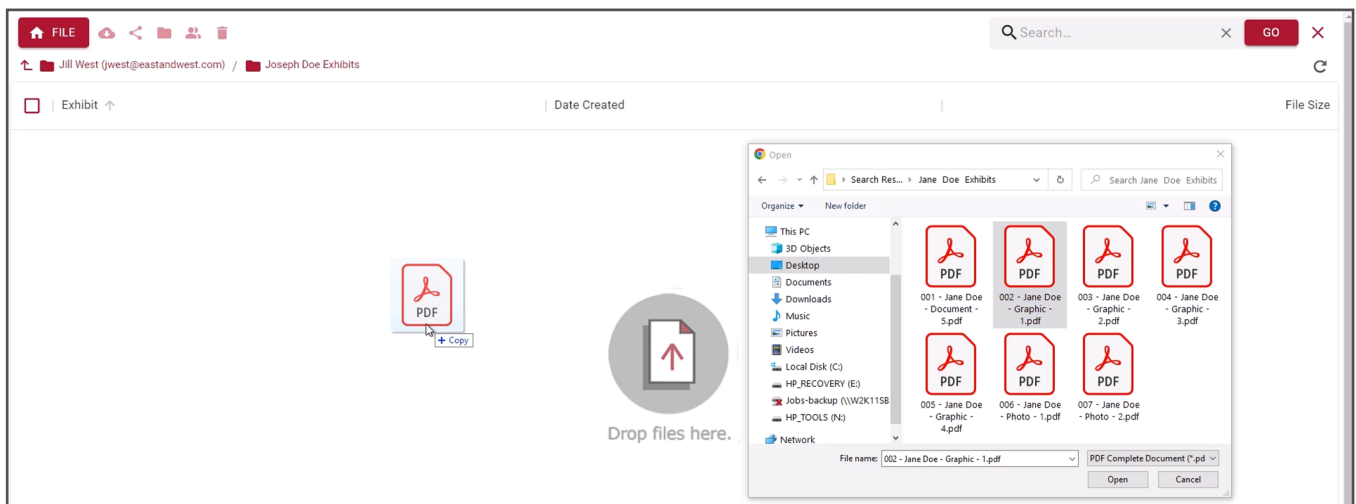 FILE
Search...
GO
Jill West (jwest@eastandwest.com) / Joseph Doe Exhibits
Exhibit
Date Created
File Size
PDF
+ Copy
Drop files here.
Open
Search Res... › Jane Doe Exhibits
Search Jane Doe Exhibits
Organize
New folder
This PC
3D Objects
Desktop
Documents
Downloads
Music
Pictures
Videos
Local Disk (C:)
HP_RECOVERY (E:)
Jobs-backup (\\W2K11SB
HP_TOOLS (N:)
Network
PDF
001 - Jane Doe
- Document -
5.pdf
PDF
002 - Jane Doe
- Graphic -
1.pdf
PDF
003 - Jane Doe
- Graphic -
2.pdf
PDF
004 - Jane Doe
- Graphic -
3.pdf
PDF
005 - Jane Doe
- Graphic -
4.pdf
PDF
006 - Jane Doe
- Photo - 1.pdf
PDF
007 - Jane Doe
- Photo - 2.pdf
File name:
002 - Jane Doe - Graphic - 1.pdf
PDF Complete Document (*.pd
Open
Cancel